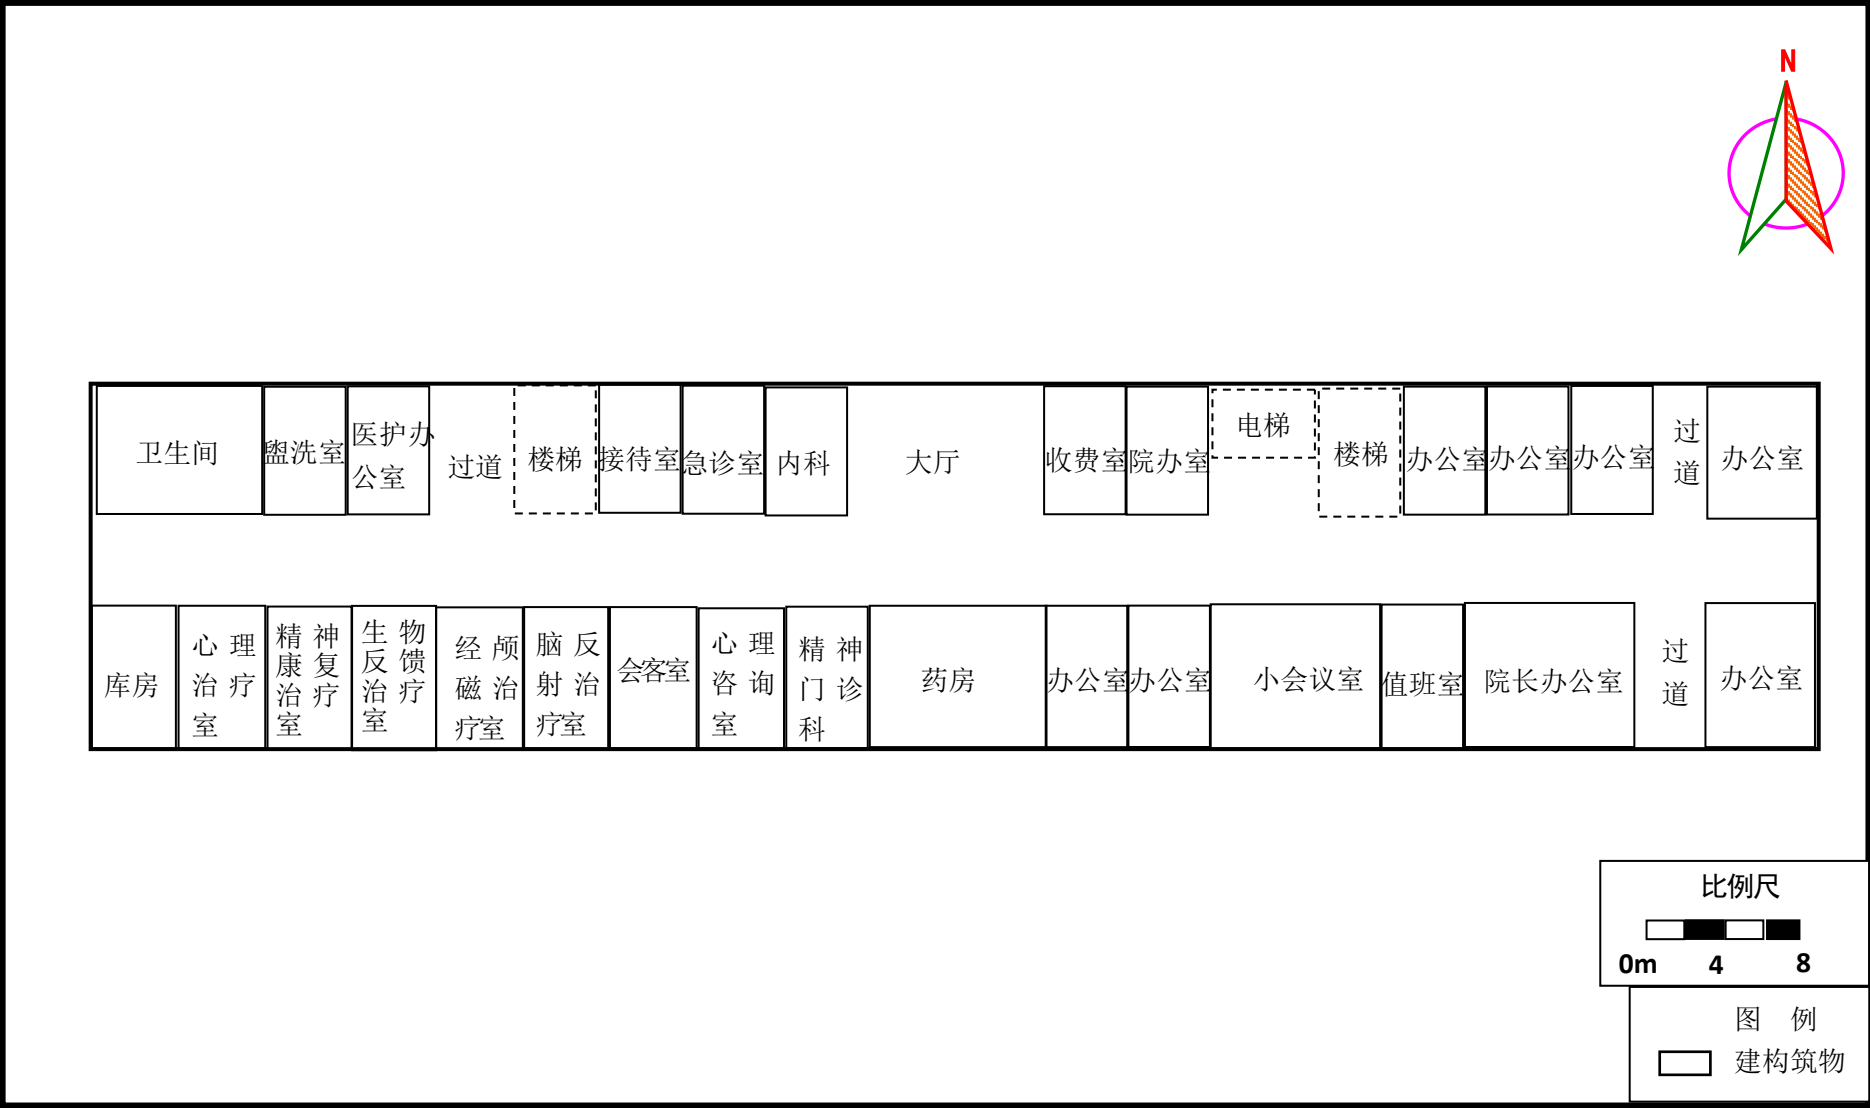 N
卫生间
盥洗室
医护办
公室
过道
楼梯
接待室
急诊室
内科
大厅
收费室
院办室
电梯
楼梯
办公室
办公室
办公室
过
道
办公室
库房
心 理
治 疗
室
精 神
康 复
治 疗
室
生 物
反 馈
治 疗
室
经 颅
磁 治
疗室
脑 反
射 治
疗室
会客室
心 理
咨 询
室
精 神
门 诊
科
药房
办公室
办公室
小会议室
值班室
院长办公室
过
道
办公室
比例尺
0m 4 8
图 例
建构筑物